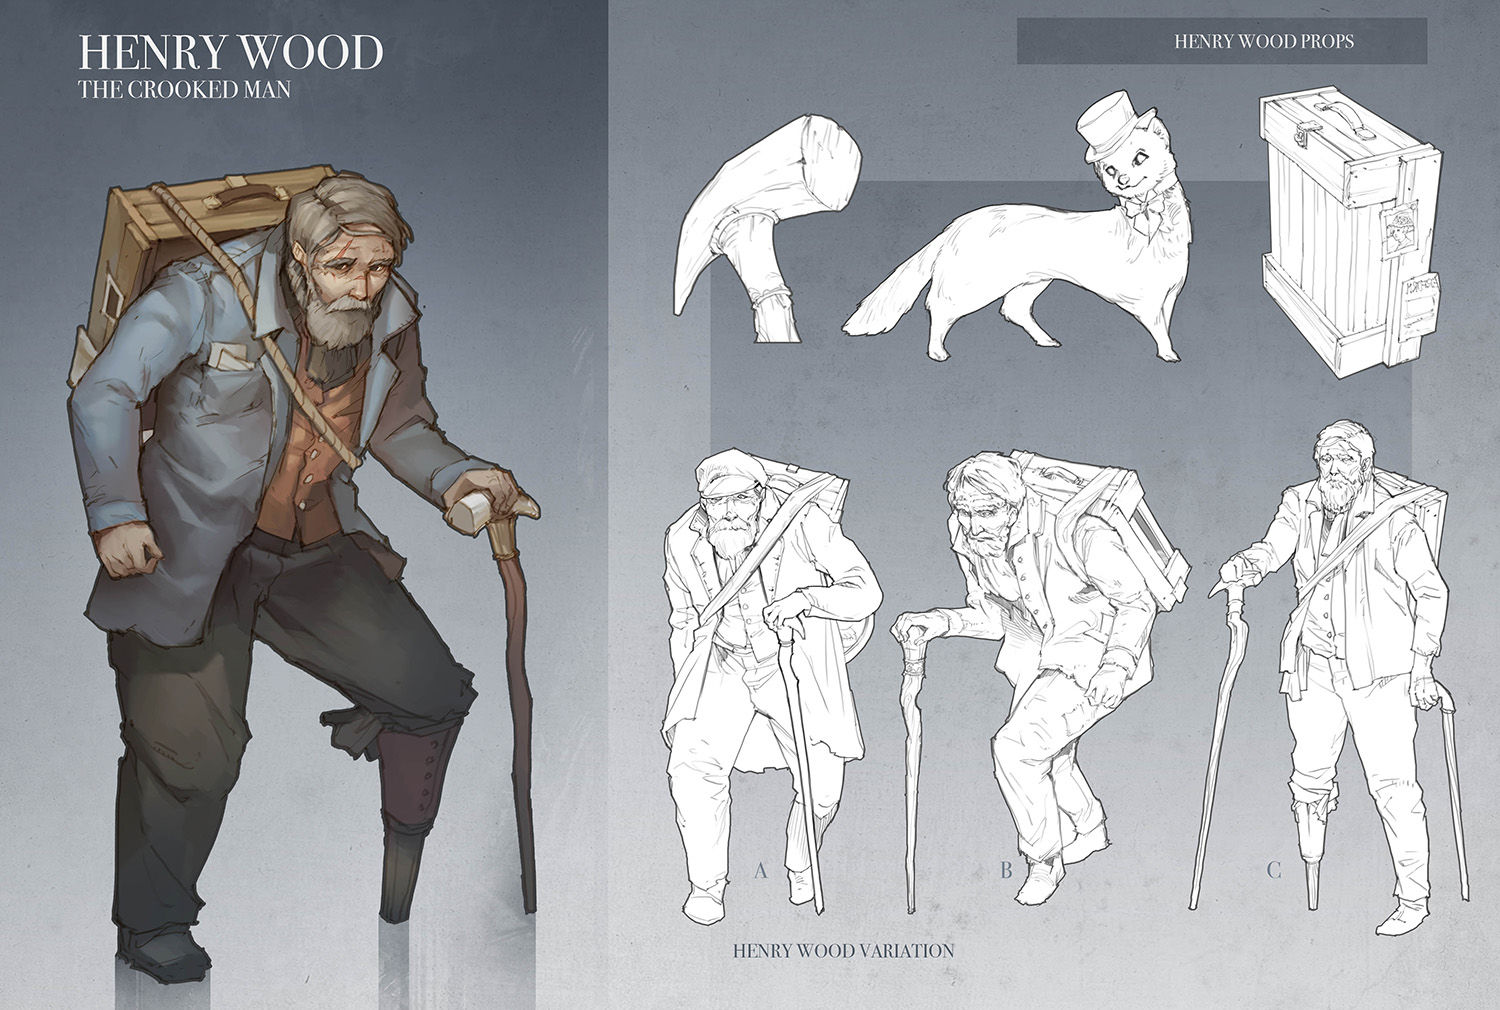 HENRY WOOD
THE CROOKED MAN
HENRY WOOD PROPS
A
B
C
HENRY WOOD VARIATION